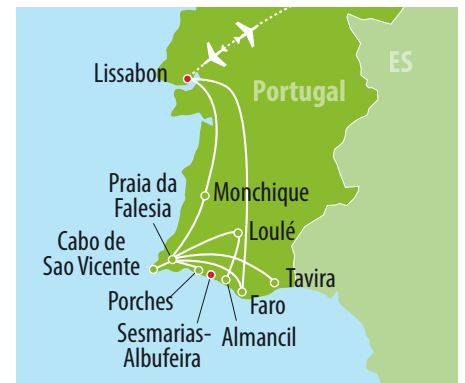 Lissabon
ES
Portugal
Praia da
Falesia
Monchique
Loulé
Cabo de
Sao Vicente
Tavira
Porches
Faro
Sesmarias-
Albufeira
Almancil